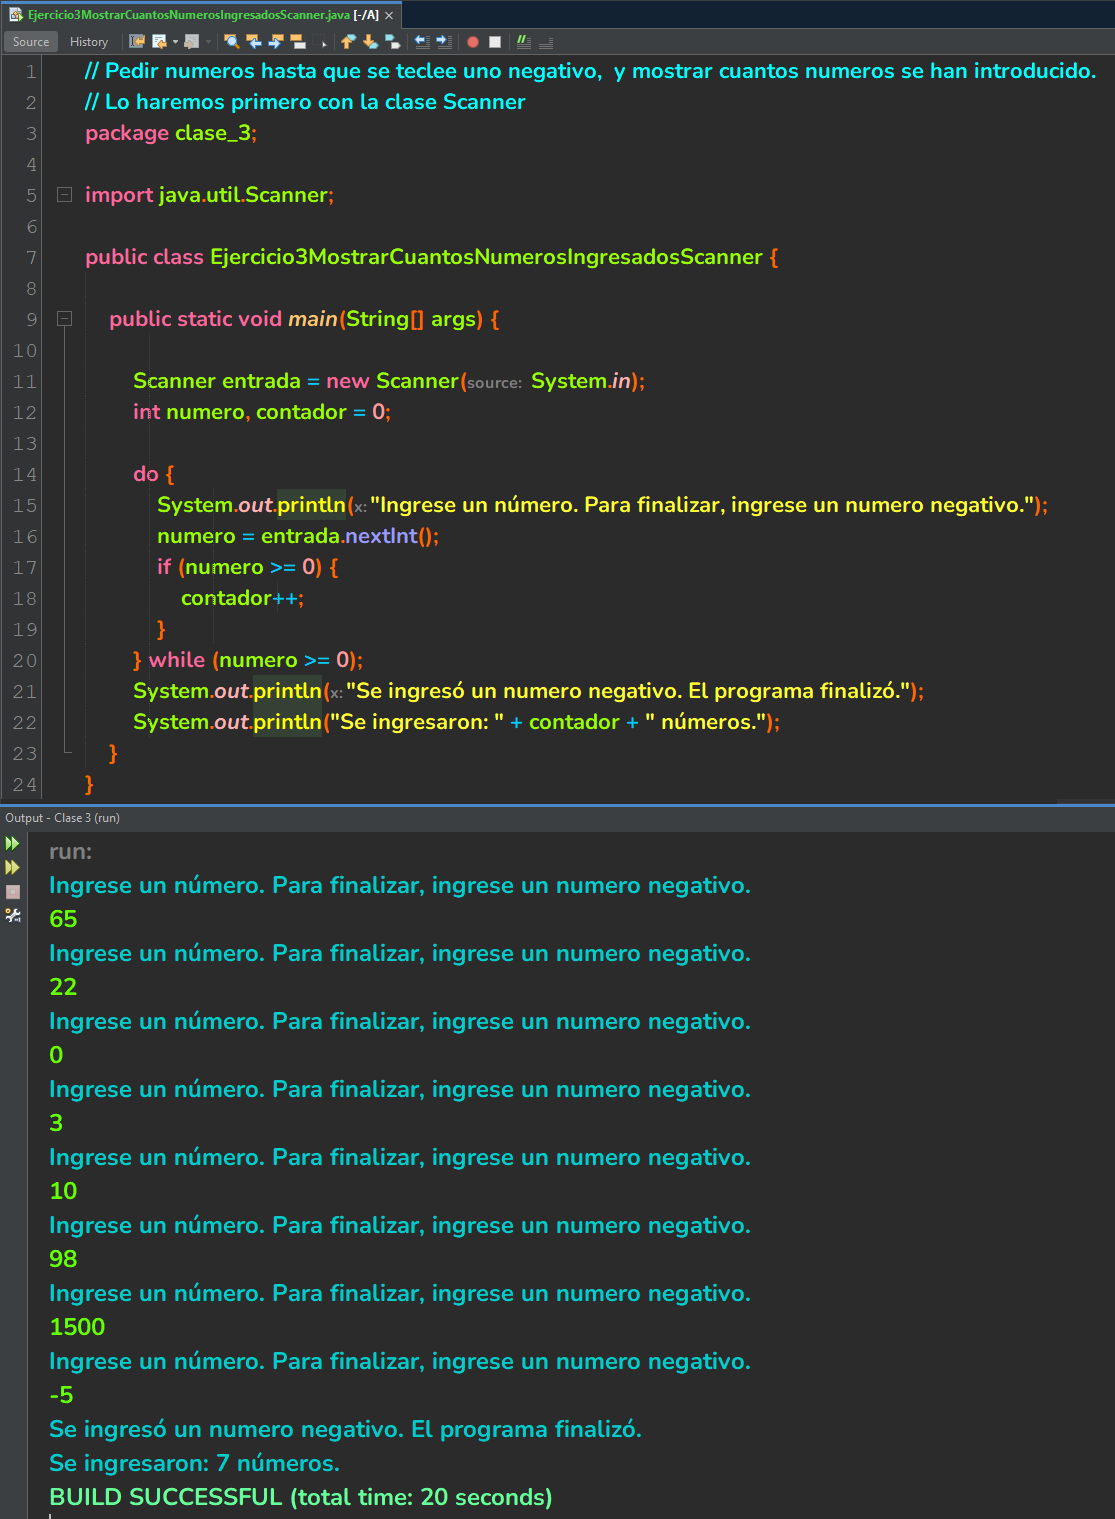 Ejercicio3MostrarCuantosNumerosIngresadosScanner.java [-/A] ×
Source History
1 // Pedir numeros hasta que se teclee uno negativo,  y mostrar cuantos numeros se han introducido.
2 // Lo haremos primero con la clase Scanner
3 package clase_3;
4
5 import java.util.Scanner;
6
7 public class Ejercicio3MostrarCuantosNumerosIngresadosScanner {
8
9 public static void main(String[] args) {
10
11 Scanner entrada = new Scanner(source: System.in);
12 int numero, contador = 0;
13
14 do {
15 System.out.println(x: "Ingrese un número. Para finalizar, ingrese un numero negativo.");
16 numero = entrada.nextInt();
17 if (numero >= 0) {
18 contador++;
19 }
20 } while (numero >= 0);
21 System.out.println(x: "Se ingresó un numero negativo. El programa finalizó.");
22 System.out.println("Se ingresaron: " + contador + " números.");
23 }
24 }
Output - Clase 3 (run)
run:
Ingrese un número. Para finalizar, ingrese un numero negativo.
65
Ingrese un número. Para finalizar, ingrese un numero negativo.
22
Ingrese un número. Para finalizar, ingrese un numero negativo.
0
Ingrese un número. Para finalizar, ingrese un numero negativo.
3
Ingrese un número. Para finalizar, ingrese un numero negativo.
10
Ingrese un número. Para finalizar, ingrese un numero negativo.
98
Ingrese un número. Para finalizar, ingrese un numero negativo.
1500
Ingrese un número. Para finalizar, ingrese un numero negativo.
-5
Se ingresó un numero negativo. El programa finalizó.
Se ingresaron: 7 números.
BUILD SUCCESSFUL (total time: 20 seconds)